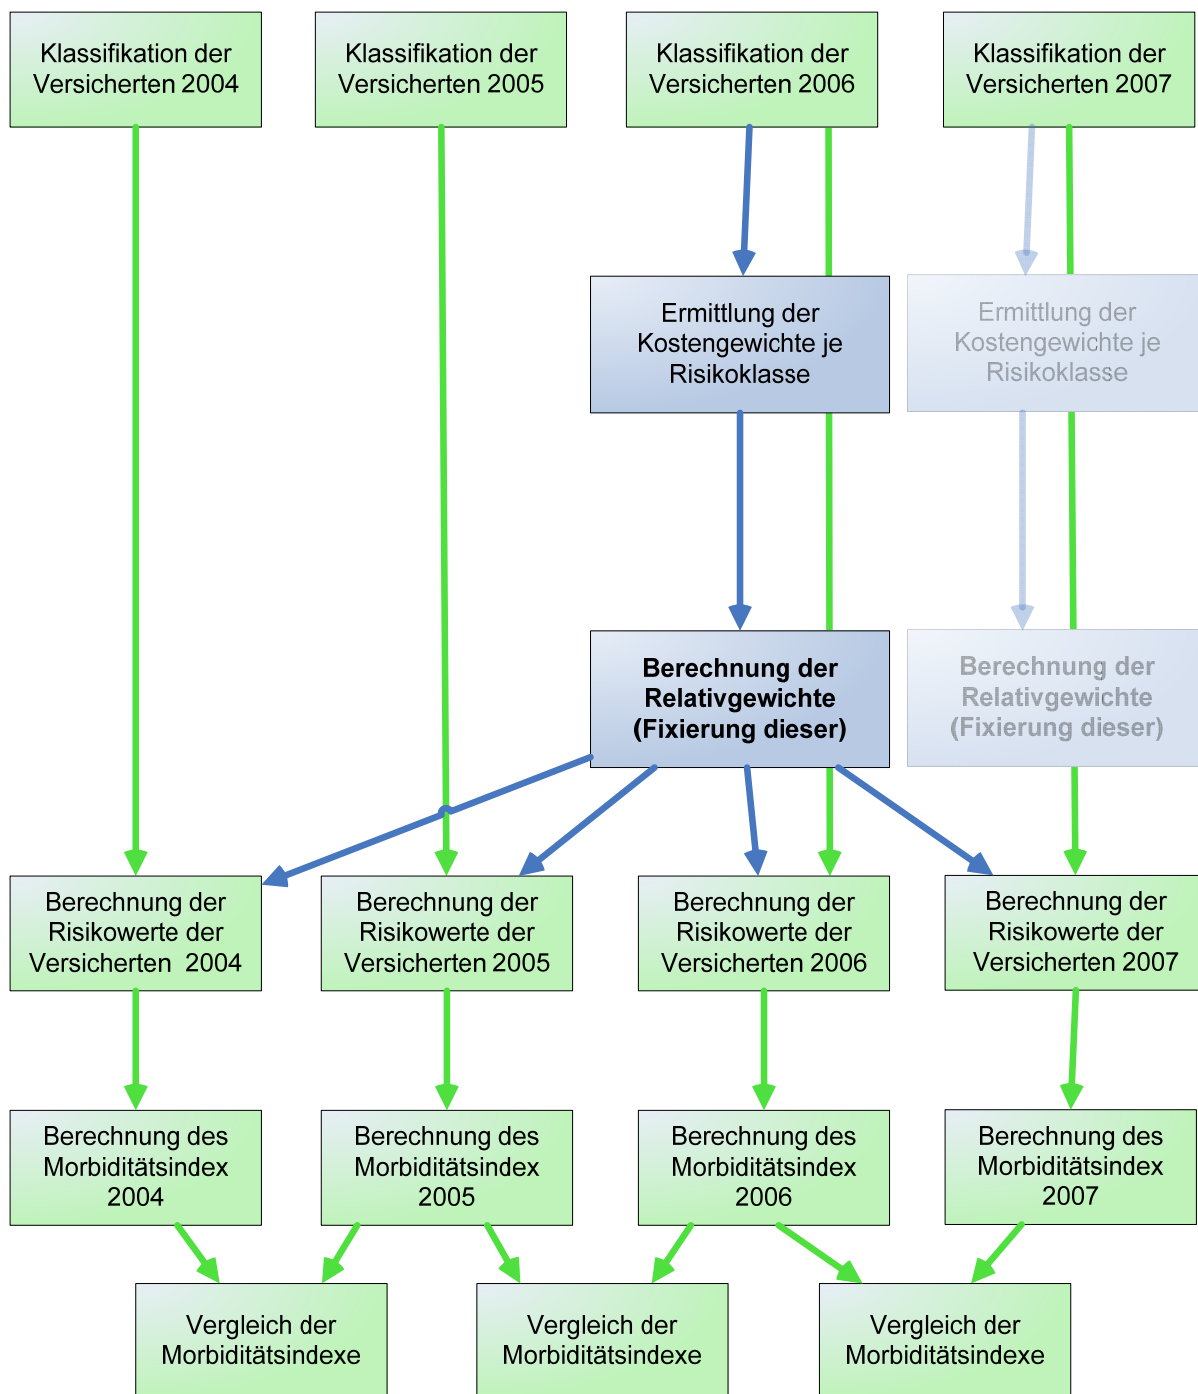 Klassifikation der
Versicherten 2004
Klassifikation der
Versicherten 2005
Klassifikation der
Versicherten 2006
Klassifikation der
Versicherten 2007
Ermittlung der
Kostengewichte je
Risikoklasse
Ermittlung der
Kostengewichte je
Risikoklasse
Berechnung der
Relativgewichte
(Fixierung dieser)
Berechnung der
Relativgewichte
(Fixierung dieser)
Berechnung der
Risikowerte der
Versicherten 2004
Berechnung der
Risikowerte der
Versicherten 2005
Berechnung der
Risikowerte der
Versicherten 2006
Berechnung der
Risikowerte der
Versicherten 2007
Berechnung des
Morbiditätsindex
2004
Berechnung des
Morbiditätsindex
2005
Berechnung des
Morbiditätsindex
2006
Berechnung des
Morbiditätsindex
2007
Vergleich der
Morbiditätsindexe
Vergleich der
Morbiditätsindexe
Vergleich der
Morbiditätsindexe